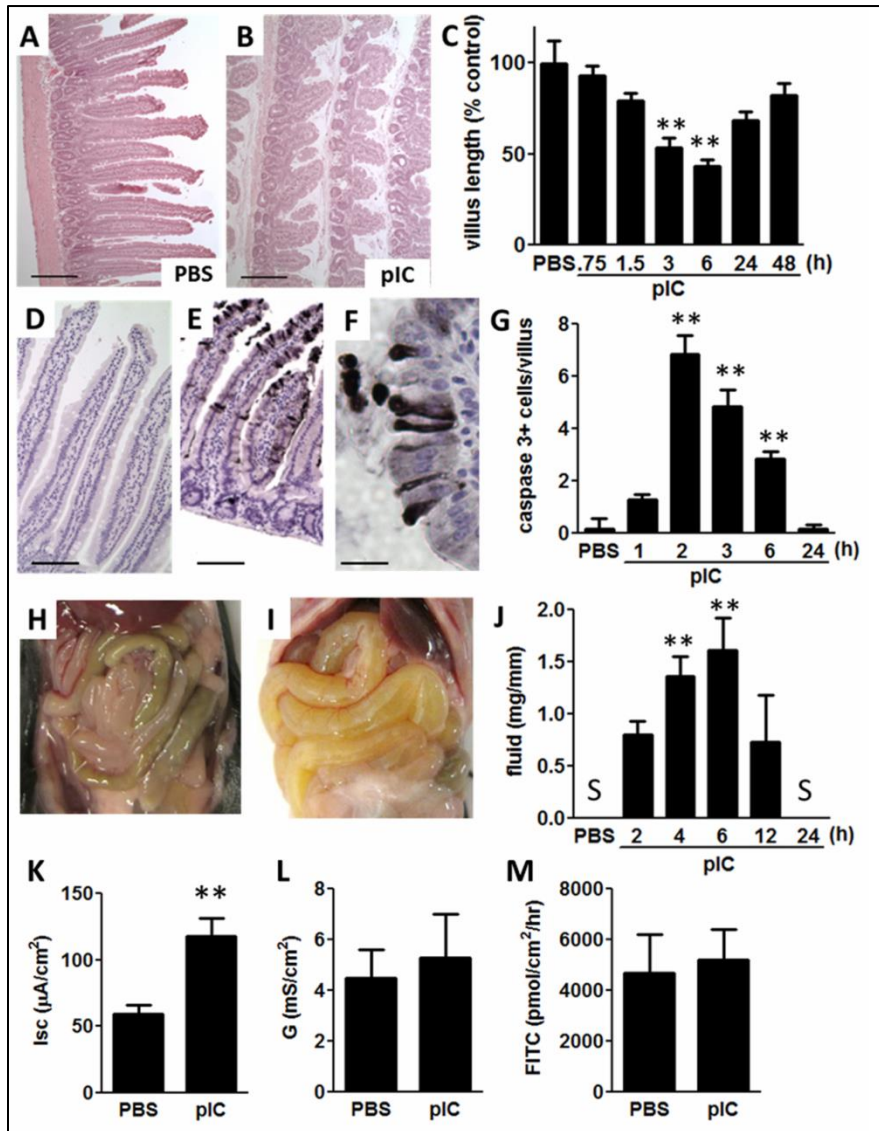 A
PBS
B
pIC
C
villus length (% control)
100
50
0
** **
PBS .75 1.5 3 6 24 48 (h)
pIC
D
E
F
G
caspase 3+ cells/villus
8
6
4
2
0
**
**
**
PBS 1 2 3 6 24 (h)
pIC
H
I
J
fluid (mg/mm)
2.0
1.5
1.0
0.5
0.0
** **
S S
PBS 2 4 6 12 24 (h)
pIC
K
Isc (µA/cm²)
150
100
50
0
**
PBS pIC
L
G (mS/cm²)
8
6
4
2
0
PBS pIC
M
FITC (pmol/cm²/hr)
8000
6000
4000
2000
0
PBS pIC